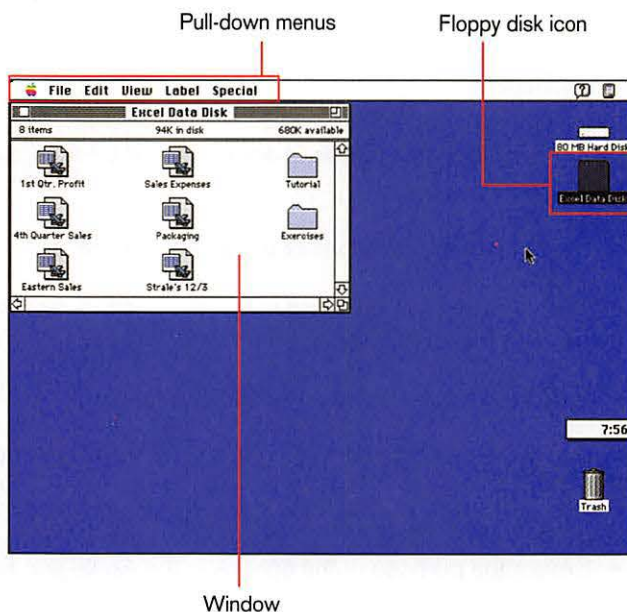 Pull-down menus
Floppy disk icon
File Edit View Label Special
Excel Data Disk
8 items 94K in disk 680K available
80 MB Hard Disk
Excel Data Disk
1st Qtr. Profit Sales Expenses Tutorial
4th Quarter Sales Packaging Exercises
Eastern Sales Strale's 12/3
7:56
Trash
Window